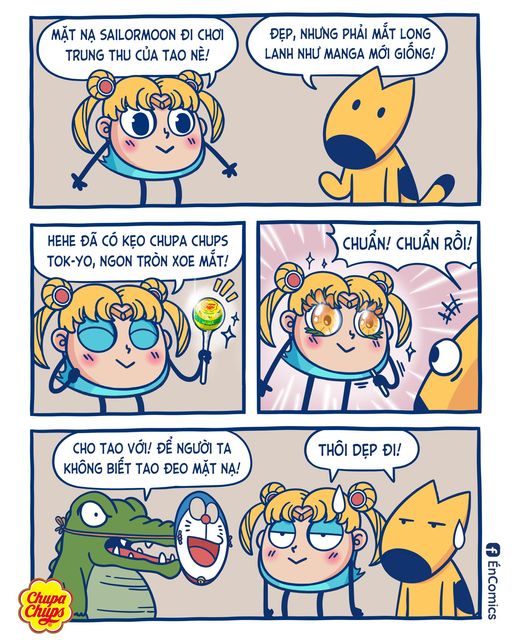 MẶT NẠ SAILORMOON ĐI CHƠI
TRUNG THU CỦA TAO NÈ!
ĐẸP, NHƯNG PHẢI MẮT LONG
LANH NHƯ MANGA MỚI GIỐNG!
HEHE ĐÃ CÓ KẸO CHUPA CHUPS
TOK-YO, NGON TRÒN XOE MẮT!
CHUẨN! CHUẨN RỒI!
CHO TAO VỚI! ĐỂ NGƯỜI TA
KHÔNG BIẾT TAO ĐEO MẶT NẠ!
THÔI DẸP ĐI!
Chupa
Chups
ÉnComics